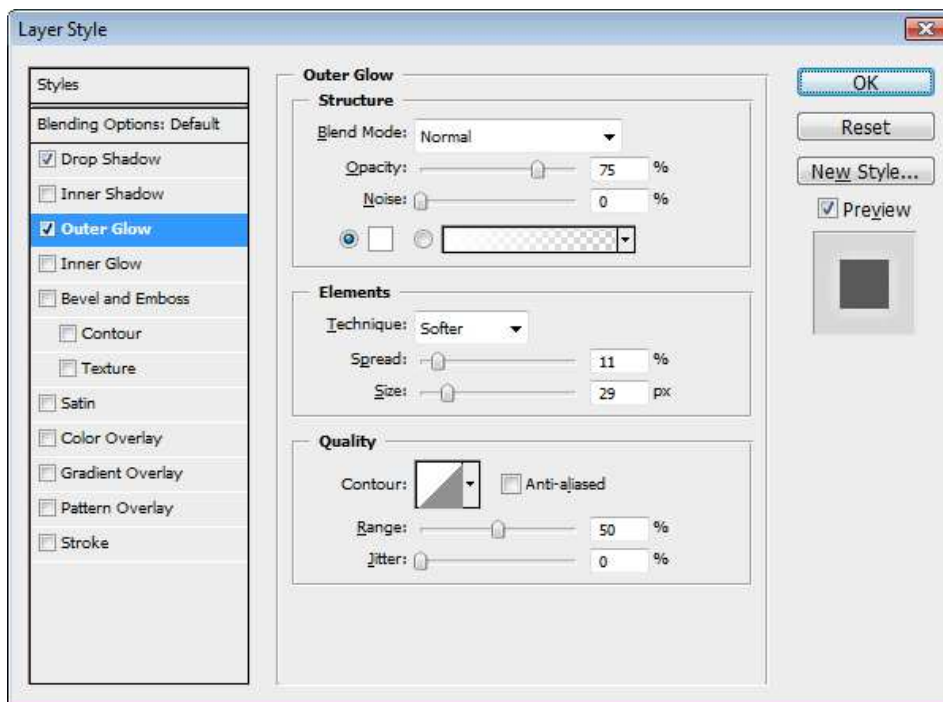 Layer Style
Styles
Blending Options: Default
Drop Shadow
Inner Shadow
Outer Glow
Inner Glow
Bevel and Emboss
Contour
Texture
Satin
Color Overlay
Gradient Overlay
Pattern Overlay
Stroke
Outer Glow
Structure
Blend Mode: Normal
Opacity: 75 %
Noise: 0 %
Elements
Technique: Softer
Spread: 11 %
Size: 29 px
Quality
Contour: Anti-aliased
Range: 50 %
Jitter: 0 %
OK
Reset
New Style...
Preview